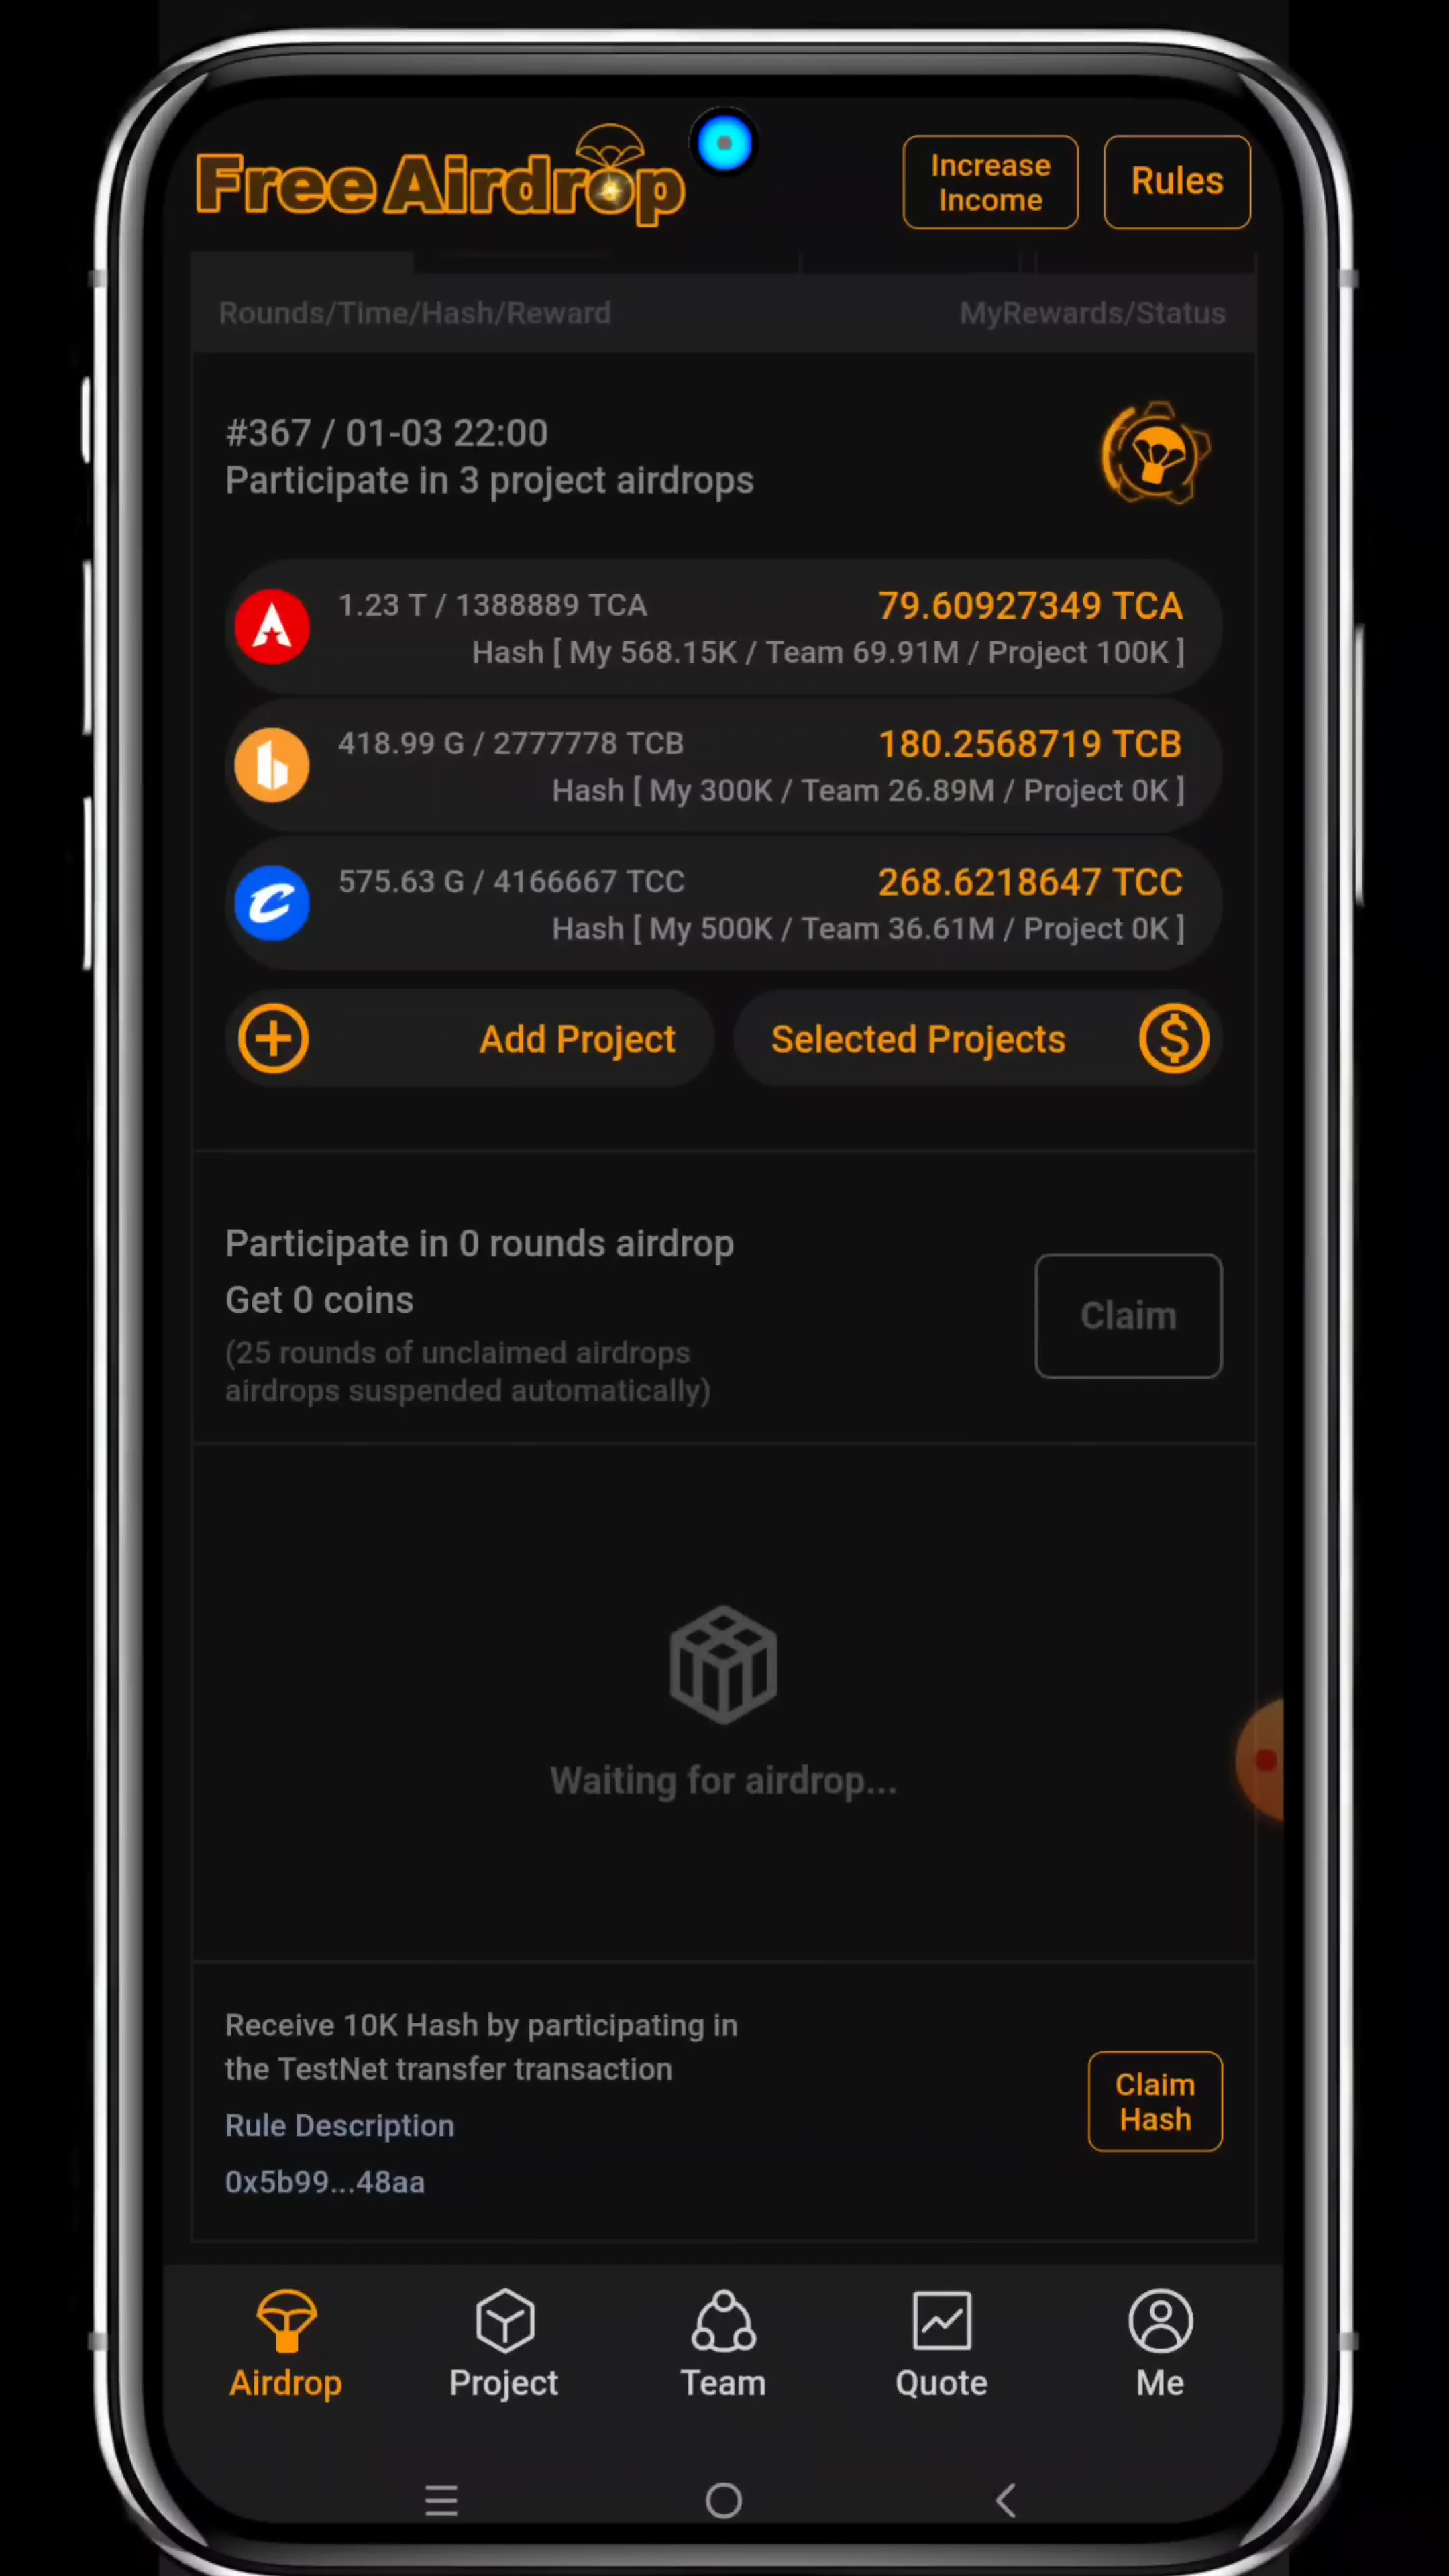 Free Airdrop
Increase
Income
Rules
Rounds/Time/Hash/Reward
MyRewards/Status
#367 / 01-03 22:00
Participate in 3 project airdrops
1.23 T / 1388889 TCA
79.60927349 TCA
Hash [ My 568.15K / Team 69.91M / Project 100K ]
418.99 G / 2777778 TCB
180.2568719 TCB
Hash [ My 300K / Team 26.89M / Project 0K ]
575.63 G / 4166667 TCC
268.6218647 TCC
Hash [ My 500K / Team 36.61M / Project 0K ]
Add Project
Selected Projects
Participate in 0 rounds airdrop
Get 0 coins
(25 rounds of unclaimed airdrops
airdrops suspended automatically)
Claim
Waiting for airdrop...
Receive 10K Hash by participating in
the TestNet transfer transaction
Rule Description
0x5b99...48aa
Claim
Hash
Airdrop
Project
Team
Quote
Me